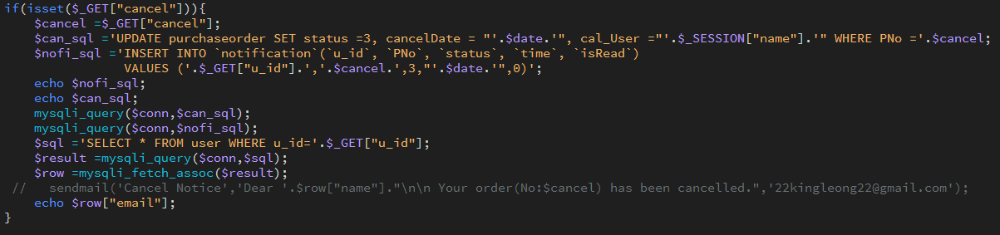 if(isset($_GET["cancel"])){
    $cancel =$_GET["cancel"];
    $can_sql ='UPDATE purchaseorder SET status =3, cancelDate = "'.$date.'", cal_User ="'.$_SESSION["name"].'" WHERE PNo ='.$cancel;
    $nofi_sql ='INSERT INTO `notification`(`u_id`, `PNo`, `status`, `time`, `isRead`)
                VALUES ('.$_GET["u_id"].','.$cancel.',3,"'.$date.'",0)';
    echo $nofi_sql;
    echo $can_sql;
    mysqli_query($conn,$can_sql);
    mysqli_query($conn,$nofi_sql);
    $sql ='SELECT * FROM user WHERE u_id='.$_GET["u_id"];
    $result =mysqli_query($conn,$sql);
    $row =mysqli_fetch_assoc($result);
 //   sendmail('Cancel Notice','Dear '.$row["name"]."\n\n Your order(No:$cancel) has been cancelled.",'22kingleong22@gmail.com');
    echo $row["email"];
}